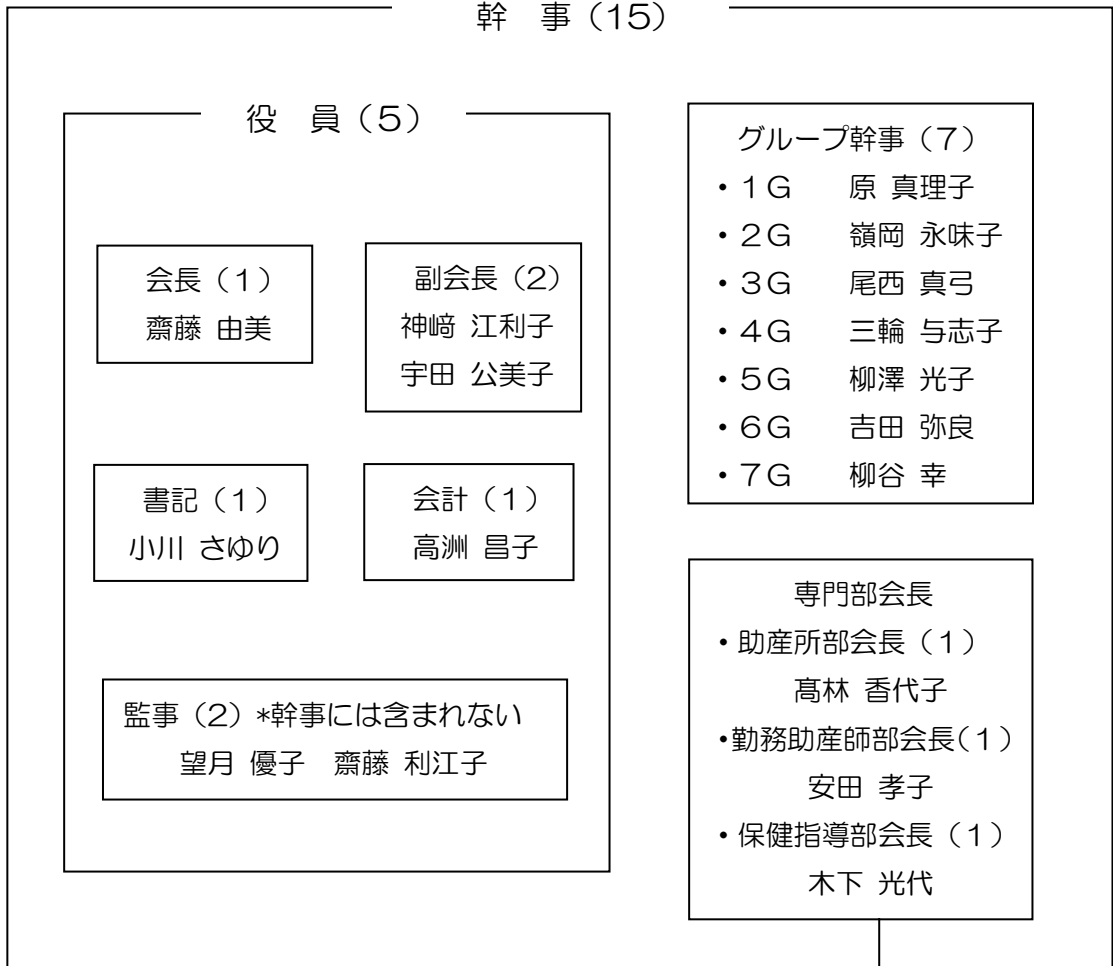 幹　事（15）
役　員（5）
会長（１）
齋藤 由美
副会長（２）
神﨑 江利子
宇田 公美子
書記（１）
小川 さゆり
会計（１）
高洲 昌子
監事（２）*幹事には含まれない
望月 優子　齋藤 利江子
グループ幹事（７）
・１Ｇ　原 真理子
・２Ｇ　嶺岡 永味子
・３Ｇ　尾西 真弓
・４Ｇ　三輪 与志子
・５Ｇ　柳澤 光子
・６Ｇ　吉田 弥良
・７Ｇ　柳谷 幸
専門部会長
・助産所部会長（１）
髙林 香代子
・勤務助産師部会長(１)
安田 孝子
・保健指導部会長（１）
木下 光代